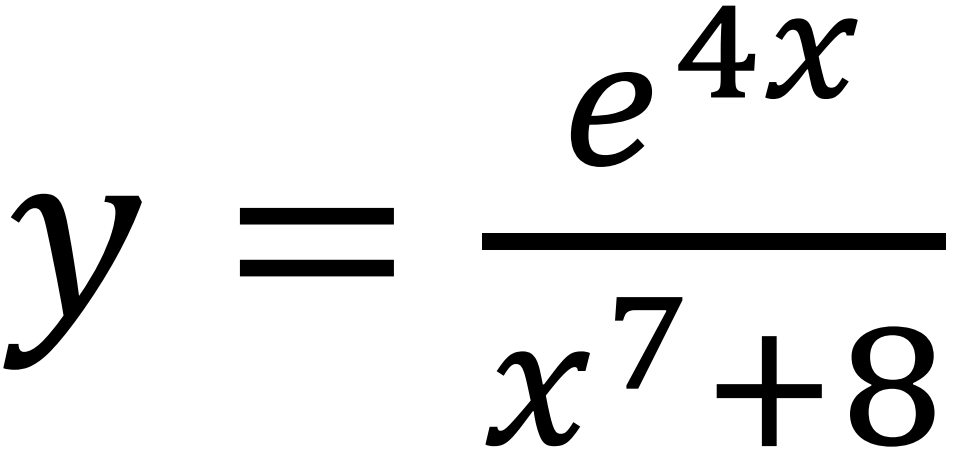 y = e^{4x} / x^7+8